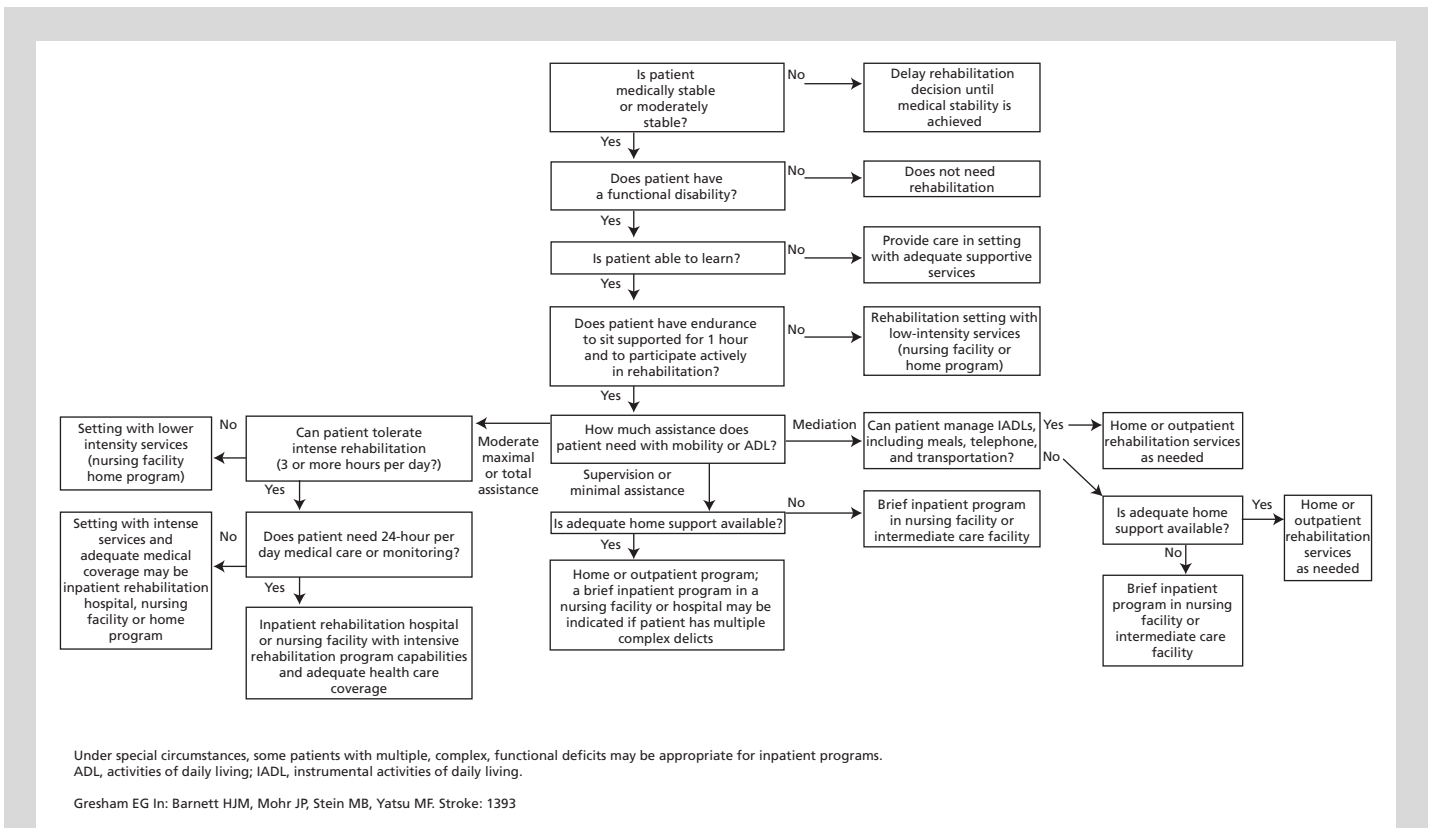 Is patient
medically stable
or moderately
stable?
No
Delay rehabilitation
decision until
medical stability is
achieved
Yes
Does patient have
a functional disability?
No
Does not need
rehabilitation
Yes
Is patient able to learn?
No
Provide care in setting
with adequate supportive
services
Yes
Does patient have endurance
to sit supported for 1 hour
and to participate actively
in rehabilitation?
No
Rehabilitation setting with
low-intensity services
(nursing facility or
home program)
Yes
How much assistance does
patient need with mobility or ADL?
Moderate
maximal
or total
assistance
Can patient tolerate
intense rehabilitation
(3 or more hours per day?)
No
Setting with lower
intensity services
(nursing facility
home program)
Yes
Does patient need 24-hour per
day medical care or monitoring?
No
Setting with intense
services and
adequate medical
coverage may be
inpatient rehabilitation
hospital, nursing
facility or home
program
Yes
Inpatient rehabilitation hospital
or nursing facility with intensive
rehabilitation program capabilities
and adequate health care
coverage
Supervision or
minimal assistance
Is adequate home support available?
No
Brief inpatient program
in nursing facility or
intermediate care facility
Yes
Home or outpatient program;
a brief inpatient program in a
nursing facility or hospital may be
indicated if patient has multiple
complex delicts
Mediation
Can patient manage IADLs,
including meals, telephone,
and transportation?
Yes
Home or outpatient
rehabilitation services
as needed
No
Is adequate home
support available?
Yes
Home or
outpatient
rehabilitation
services
as needed
No
Brief inpatient
program in nursing
facility or
intermediate care
facility
Under special circumstances, some patients with multiple, complex, functional deficits may be appropriate for inpatient programs.
ADL, activities of daily living; IADL, instrumental activities of daily living.
Gresham EG In: Barnett HJM, Mohr JP, Stein MB, Yatsu MF. Stroke: 1393